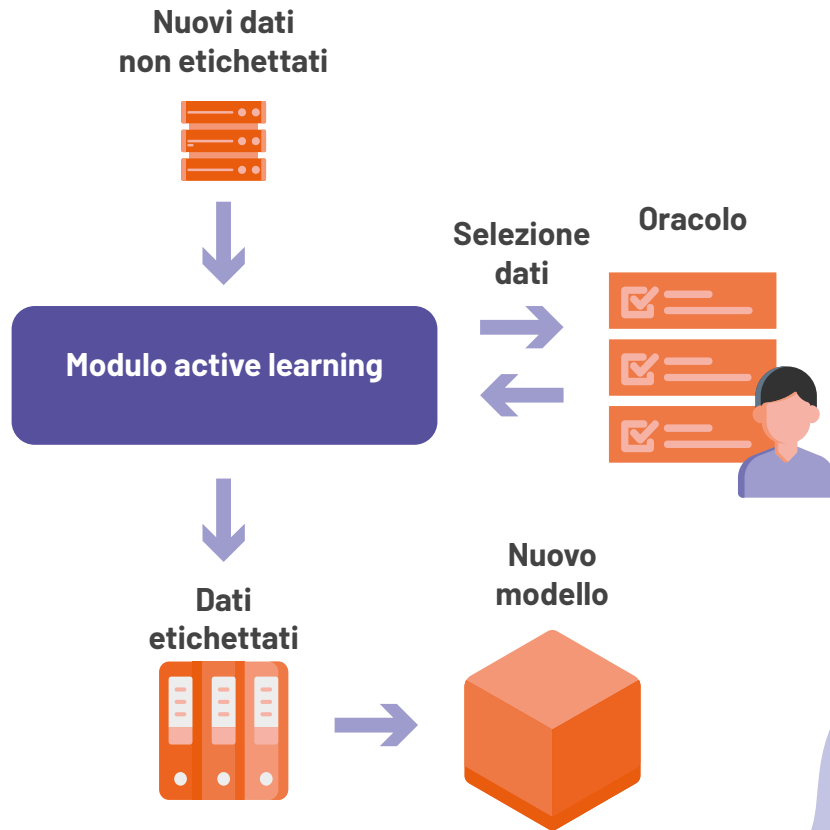 Nuovi dati
non etichettati
Selezione
dati
Oracolo
Modulo active learning
Dati
etichettati
Nuovo
modello